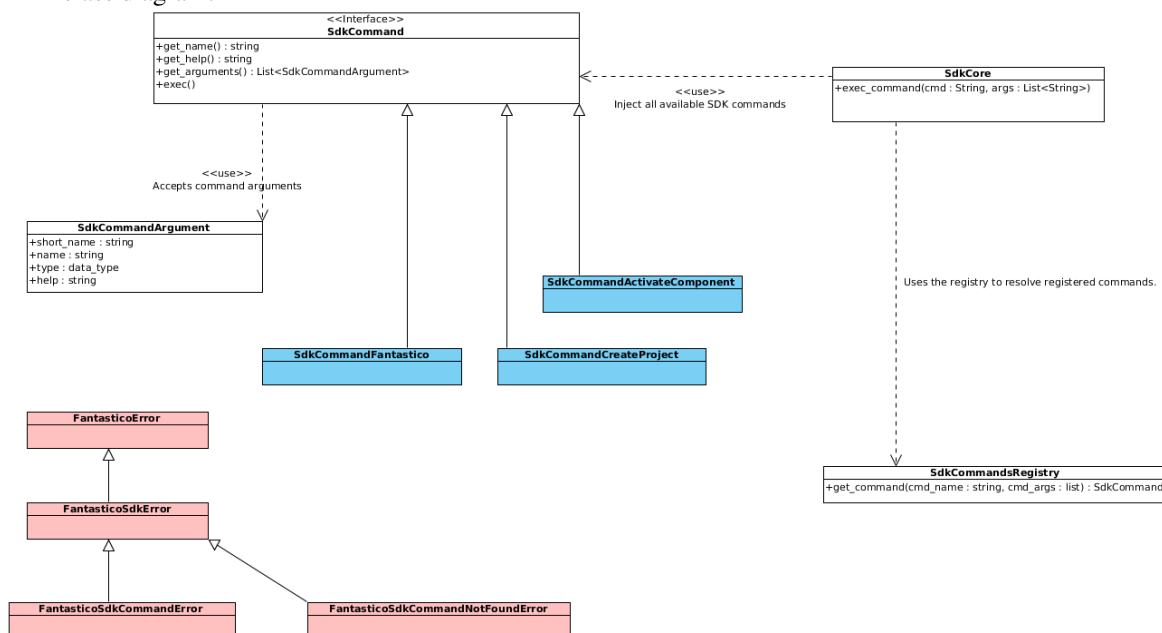 <<Interface>>
SdkCommand
+get_name() : string
+get_help() : string
+get_arguments() : List<SdkCommandArgument>
+exec()
SdkCore
+exec_command(cmd : String, args : List<String>)
<<use>>
Inject all available SDK commands
<<use>>
Accepts command arguments
SdkCommandArgument
+short_name : string
+name : string
+type : data_type
+help : string
SdkCommandActivateComponent
Uses the registry to resolve registered commands.
SdkCommandFantastico
SdkCommandCreateProject
FantasticoError
SdkCommandsRegistry
+get_command(cmd_name : string, cmd_args : list) : SdkCommand
FantasticoSdkError
FantasticoSdkCommandError
FantasticoSdkCommandNotFoundError